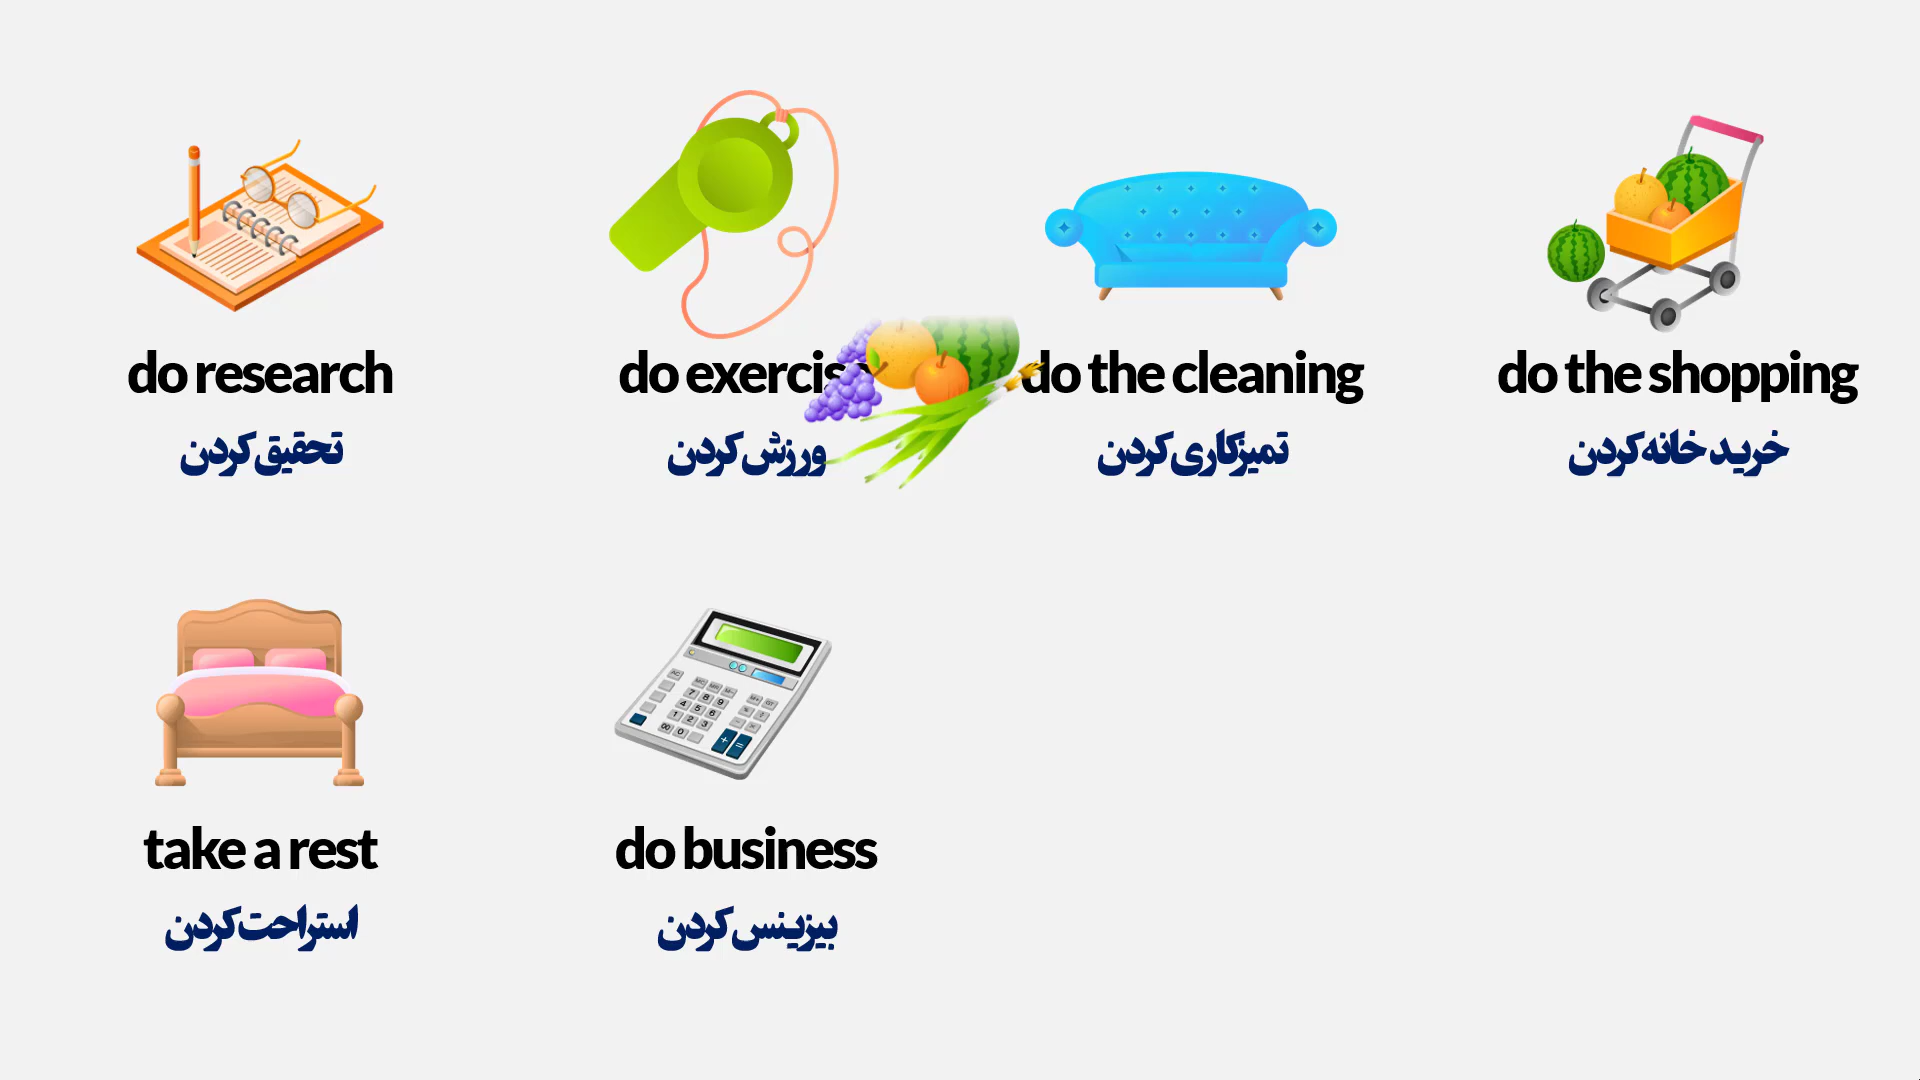 do research
تحقیق کردن
do exercise
ورزش کردن
do the cleaning
تمیزکاری کردن
do the shopping
خرید خانه کردن
take a rest
استراحت کردن
do business
بیزینس کردن